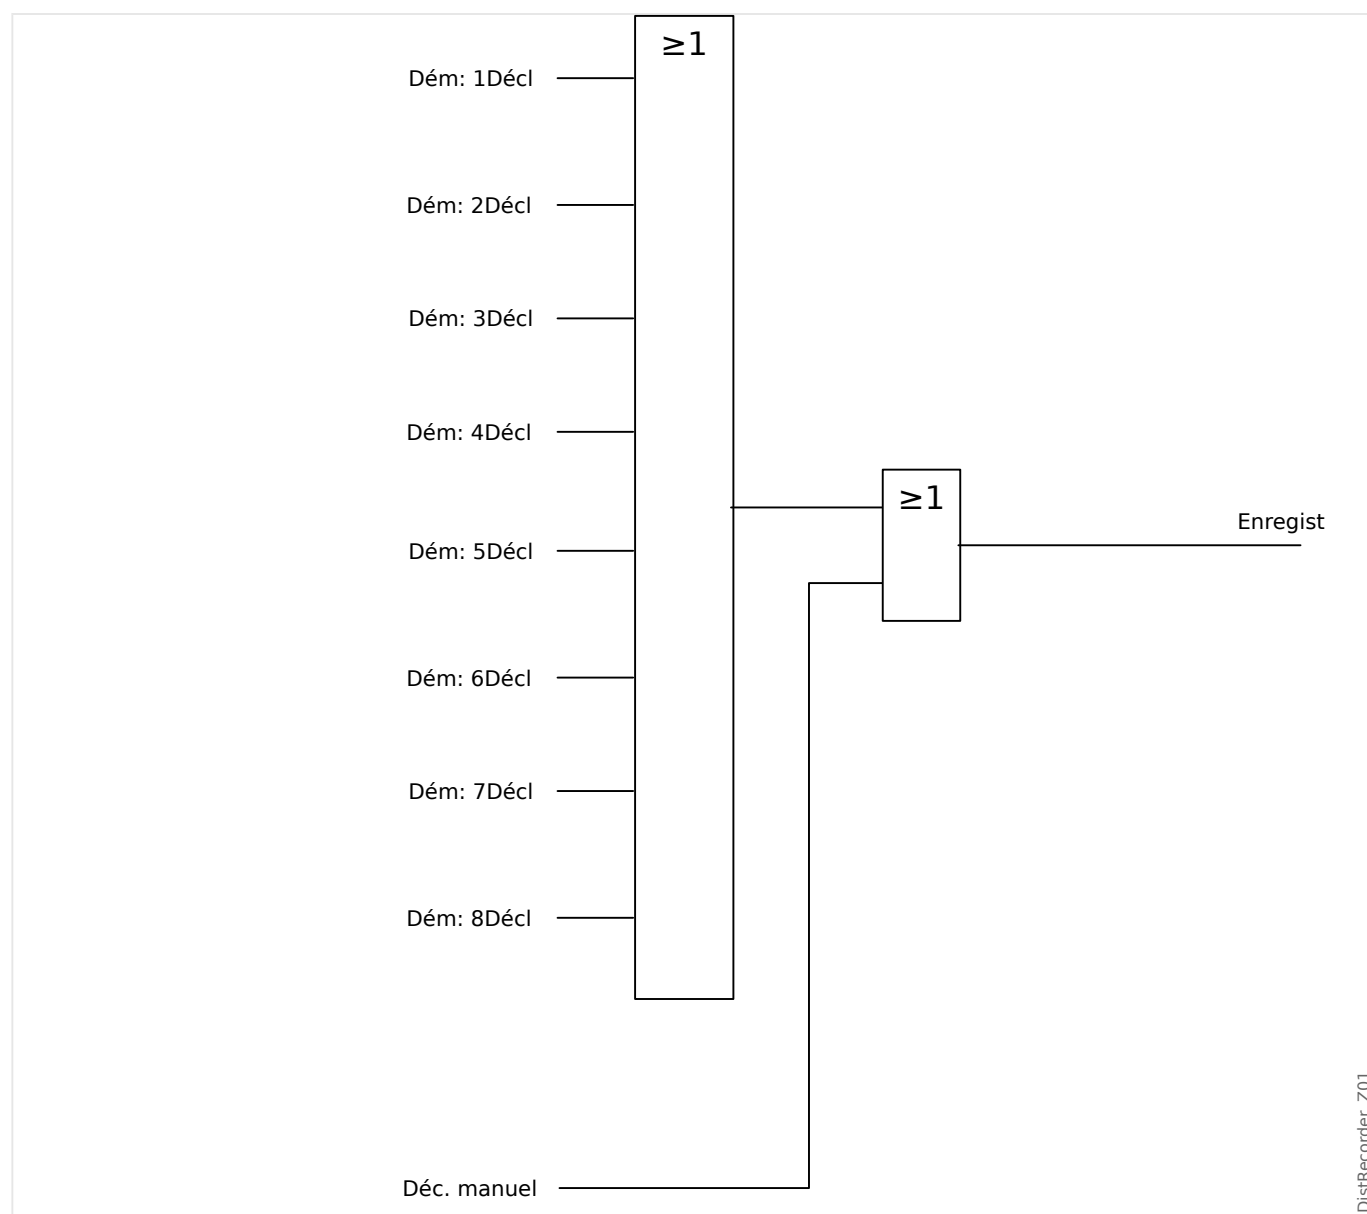 ≥1
Dém: 1Décl
Dém: 2Décl
Dém: 3Décl
Dém: 4Décl
≥1
Enregist
Dém: 5Décl
Dém: 6Décl
Dém: 7Décl
Dém: 8Décl
Déc. manuel
DistRecorder_Z01